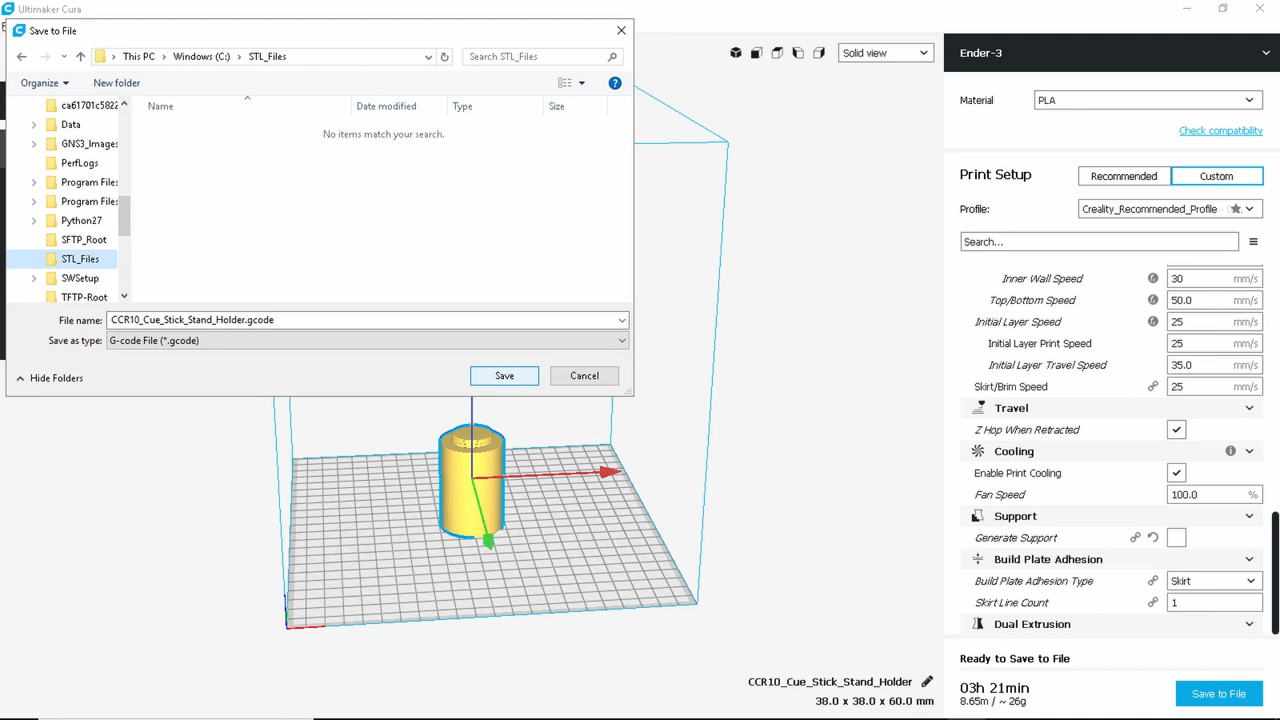 Ultimaker Cura
Save to File
This PC > Windows (C:) > STL_Files
Search STL_Files
Organize
New folder
ca61701c5822
Data
GNS3_Images
PerfLogs
Program Files
Program Files
Python27
SFTP_Root
STL_Files
SWSetup
TFTP-Root
Name Date modified Type Size
No items match your search.
File name: CCR10_Cue_Stick_Stand_Holder.gcode
Save as type: G-code File (*.gcode)
Hide Folders
Save
Cancel
Solid view
CCR10_Cue_Stick_Stand_Holder
38.0 x 38.0 x 60.0 mm
Ender-3
Material PLA
Check compatibility
Print Setup Recommended Custom
Profile: Creality_Recommended_Profile
Search...
Inner Wall Speed 30 mm/s
Top/Bottom Speed 50.0 mm/s
Initial Layer Speed 25 mm/s
Initial Layer Print Speed 25 mm/s
Initial Layer Travel Speed 35.0 mm/s
Skirt/Brim Speed 25 mm/s
Travel
Z Hop When Retracted
Cooling
Enable Print Cooling
Fan Speed 100.0 %
Support
Generate Support
Build Plate Adhesion
Build Plate Adhesion Type Skirt
Skirt Line Count 1
Dual Extrusion
Ready to Save to File
03h 21min
8.65m / ~ 26g
Save to File